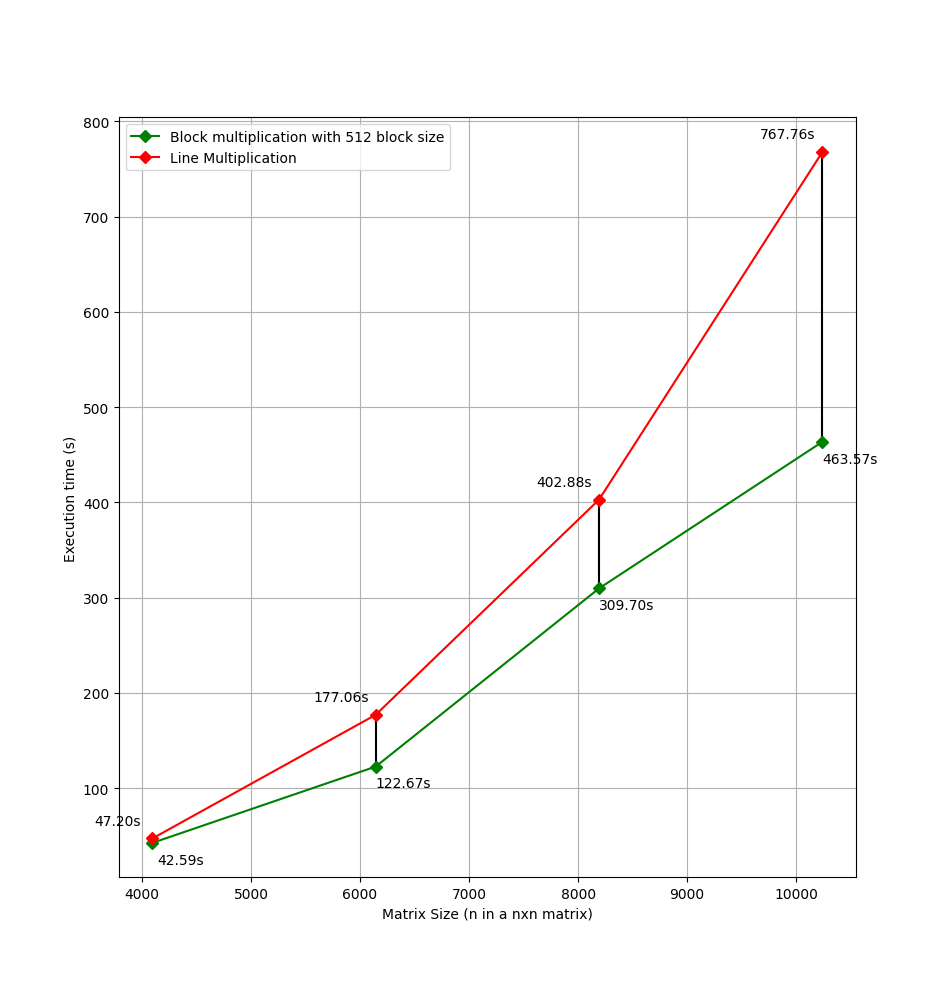 Block multiplication with 512 block size
Line Multiplication
800
700
600
500
400
300
200
100
Execution time (s)
767.76s
463.57s
402.88s
309.70s
177.06s
122.67s
47.20s
42.59s
4000 5000 6000 7000 8000 9000 10000
Matrix Size (n in a nxn matrix)